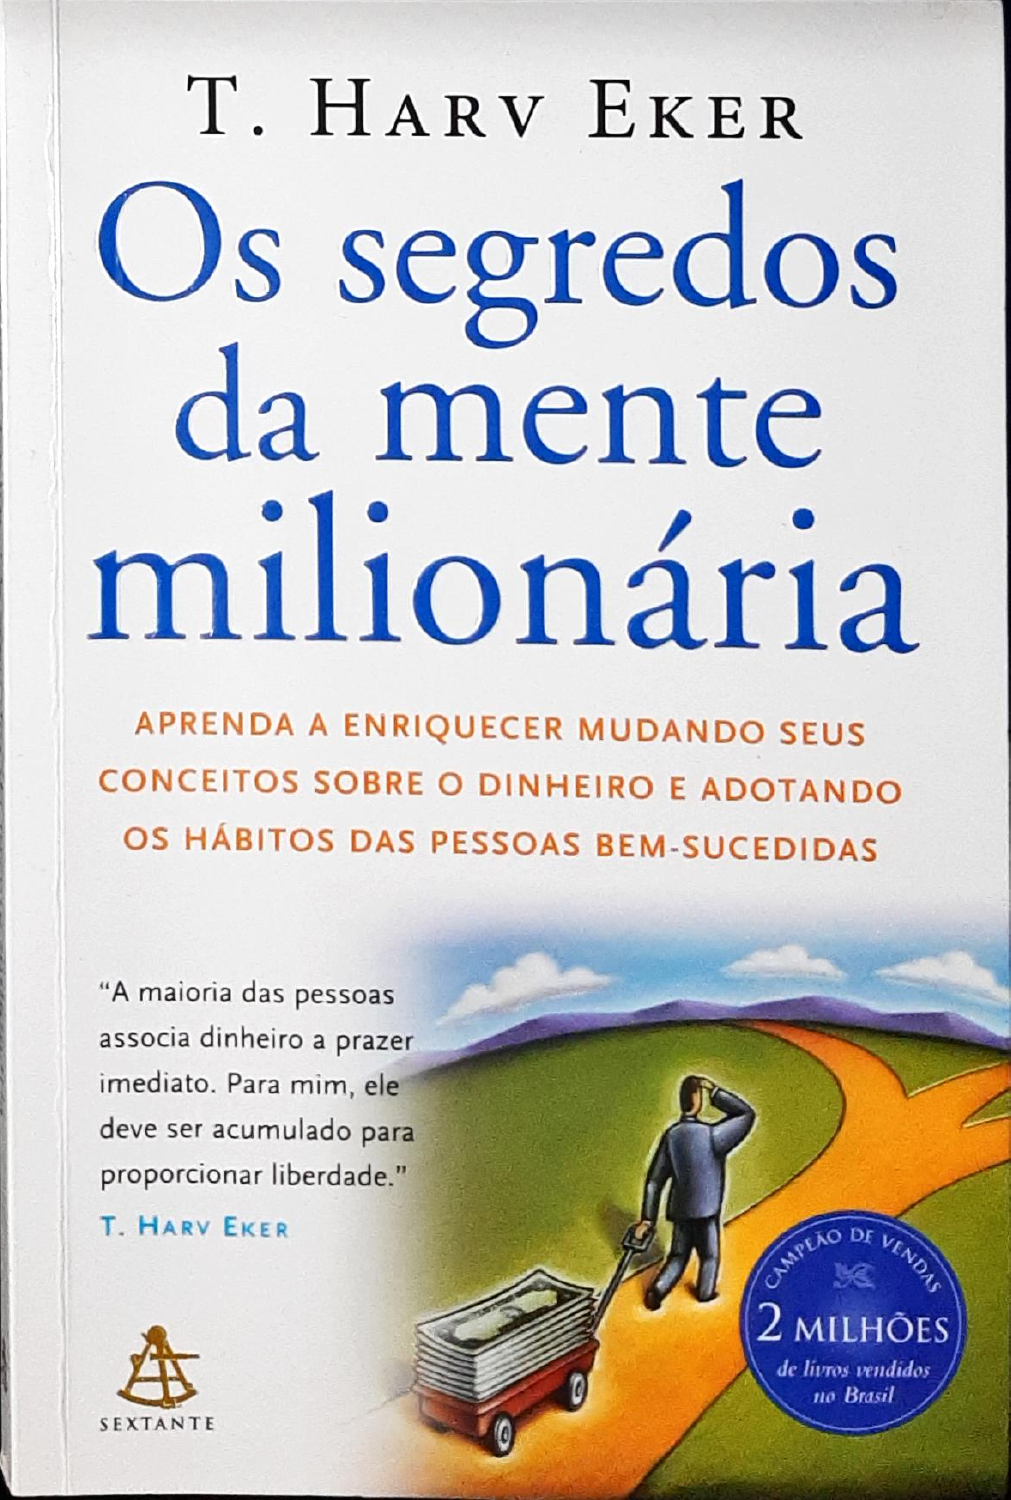 T. HARV EKER
Os segredos
da mente
milionária
APRENDA A ENRIQUECER MUDANDO SEUS
CONCEITOS SOBRE O DINHEIRO E ADOTANDO
OS HÁBITOS DAS PESSOAS BEM-SUCEDIDAS
“A maioria das pessoas
associa dinheiro a prazer
imediato. Para mim, ele
deve ser acumulado para
proporcionar liberdade.”
T. HARV EKER
CAMPEÃO DE VENDAS
2 MILHÕES
de livros vendidos
no Brasil
SEXTANTE